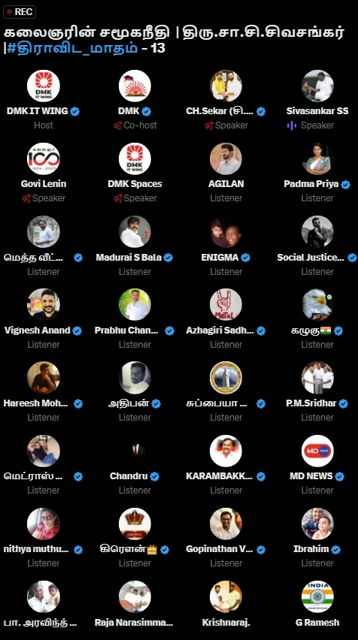 REC
கலைஞரின் சமூகநீதி | திரு.சா.சி.சிவசங்கர்
|#திராவிட_மாதம் - 13
DMK IT WING DMK CH.Sekar (சி.... Sivasankar SS
Host Co-host Speaker Speaker
Govi Lenin DMK Spaces AGILAN Padma Priya
Speaker Speaker Listener Listener
மெத்த வீட்... Madurai S Bala ENIGMA Social Justice...
Listener Listener Listener Listener
Vignesh Anand Prabhu Chan... Azhagiri Sadh... கழுகு
Listener Listener Listener Listener
Hareesh Moh... அதிபன் சுப்பையா ... P.M.Sridhar
Listener Listener Listener Listener
மெட்ராஸ் ... Chandru KARAMBAKK... MD NEWS
Listener Listener Listener Listener
nithya muthu... கிரௌன் Gopinathan V... Ibrahim
Listener Listener Listener Listener
பா. அரவிந்த் ... Raja Narasimma... Krishnaraj. G Ramesh